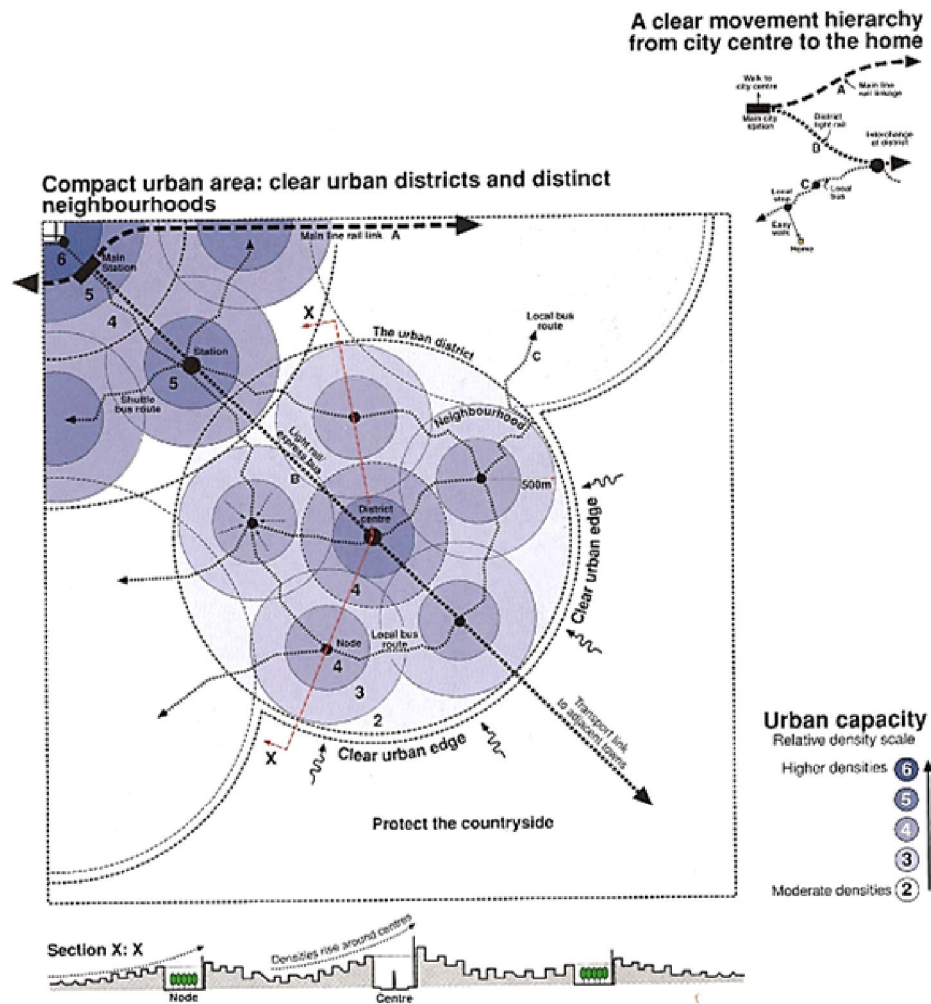 A clear movement hierarchy
from city centre to the home
Walk to
city centre
A
Main line
rail linkage
Main city
station
District
light rail
B
Interchange
at district
C
Local
bus
Local
stop
Easy
walk
Home
Compact urban area: clear urban districts and distinct
neighbourhoods
Main line rail link A
6
Main
Station
5
4
X
Local bus
route
The urban district
C
Station
5
Shuttle
bus route
Neighbourhood
Light rail/
express bus
B
500m
District
centre
Clear urban edge
4
Local bus
route
Node
4
3
2
Transport link
to adjacent towns
X
Clear urban edge
Protect the countryside
Urban capacity
Relative density scale
Higher densities 6
5
4
3
Moderate densities 2
Section X: X
Densities rise around centres
Node
Centre